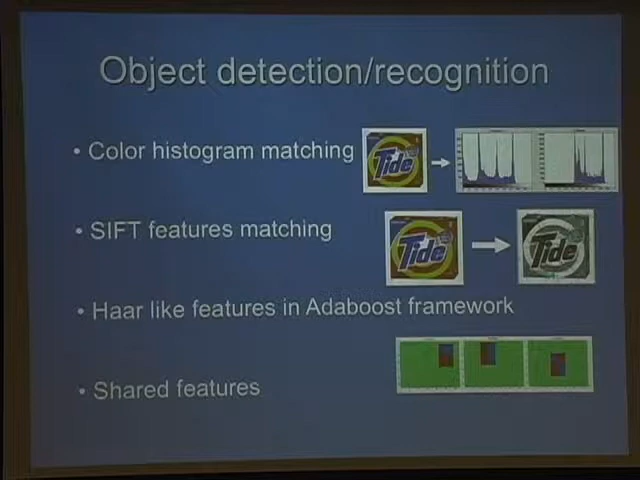 Object detection/recognition
• Color histogram matching
Tide
• SIFT features matching
Tide
Tide
• Haar like features in Adaboost framework
• Shared features